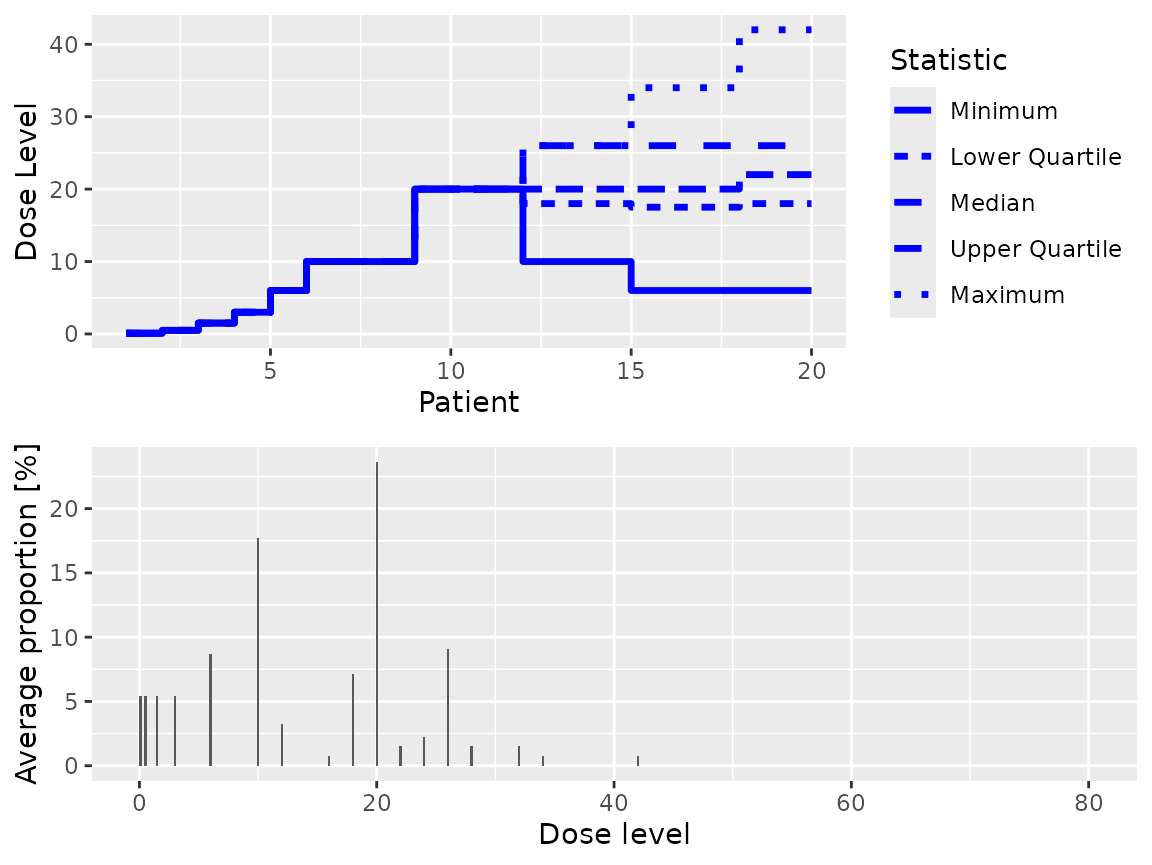 40
30
20
10
0
Dose Level
5 10 15 20
Patient
Statistic
Minimum
Lower Quartile
Median
Upper Quartile
Maximum
20
15
10
5
0
Average proportion [%]
0 20 40 60 80
Dose level